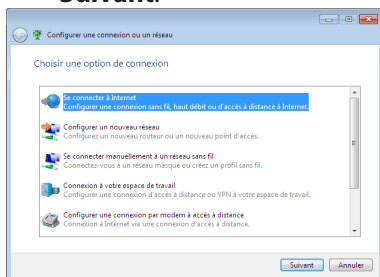 Suivant.
Configurer une connexion ou un réseau
Choisir une option de connexion
Se connecter à Internet
Configurer une connexion sans fil, haut débit ou d'accès à distance à Internet.
Configurer un nouveau réseau
Configurez un nouveau routeur ou un nouveau point d'accès.
Se connecter manuellement à un réseau sans fil
Connectez-vous à un réseau masqué ou créez un profil sans fil.
Connexion à votre espace de travail
Configurer une connexion d'accès à distance ou VPN à votre espace de travail.
Configurer une connexion par modem à accès à distance
Connexion à Internet via une connexion d'accès à distance.
Suivant
Annuler